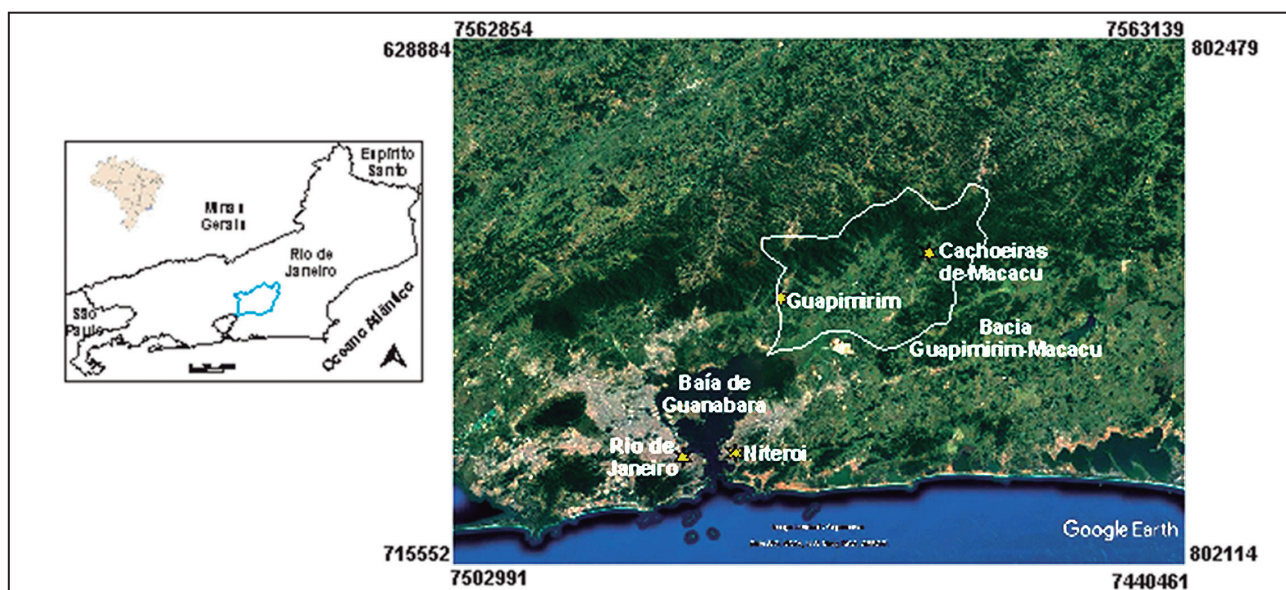 7562854
7563139
628884
802479
Espírito
Santo
Minas
Gerais
Rio de
Janeiro
São
Paulo
Oceano Atlântico
Cachoeiras
de Macacu
Guapimirim
Bacia
Guapimirim-Macacu
Baía de
Guanabara
Rio de
Janeiro
Niteroi
Google Earth
715552
802114
7502991
7440461